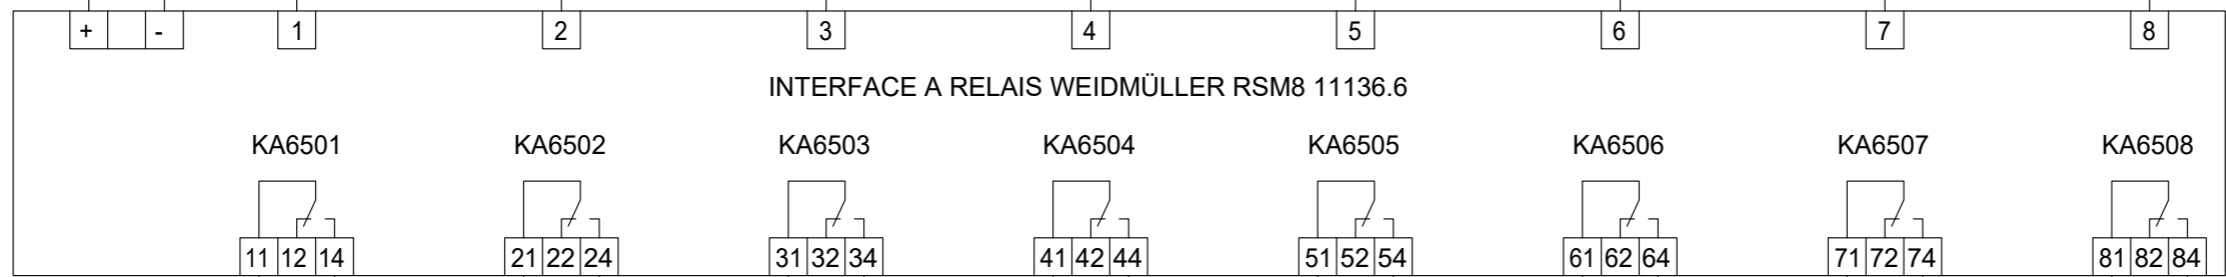 + - 1 2 3 4 5 6 7 8
INTERFACE A RELAIS WEIDMÜLLER RSM8 11136.6
KA6501 KA6502 KA6503 KA6504 KA6505 KA6506 KA6507 KA6508
11 12 14 21 22 24 31 32 34 41 42 44 51 52 54 61 62 64 71 72 74 81 82 84